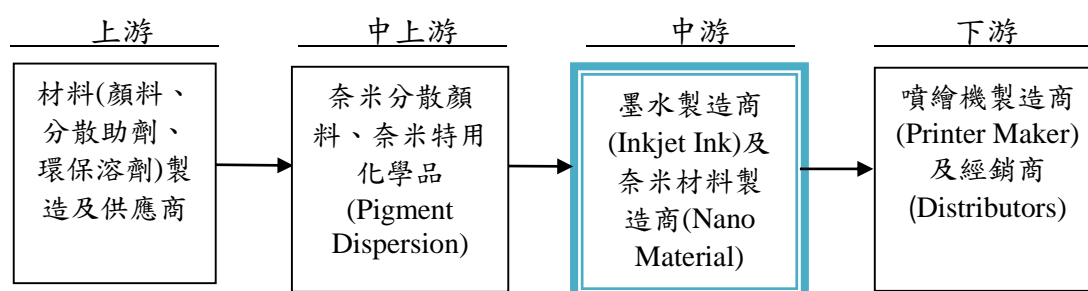 上游
材料(顏料、
分散助劑、
環保溶劑)製
造及供應商
中上游
奈米分散顏
料、奈米特用
化學品
(Pigment
Dispersion)
中游
墨水製造商
(Inkjet Ink)及
奈米材料製
造商(Nano
Material)
下游
噴繪機製造商
(Printer Maker)
及經銷商
(Distributors)